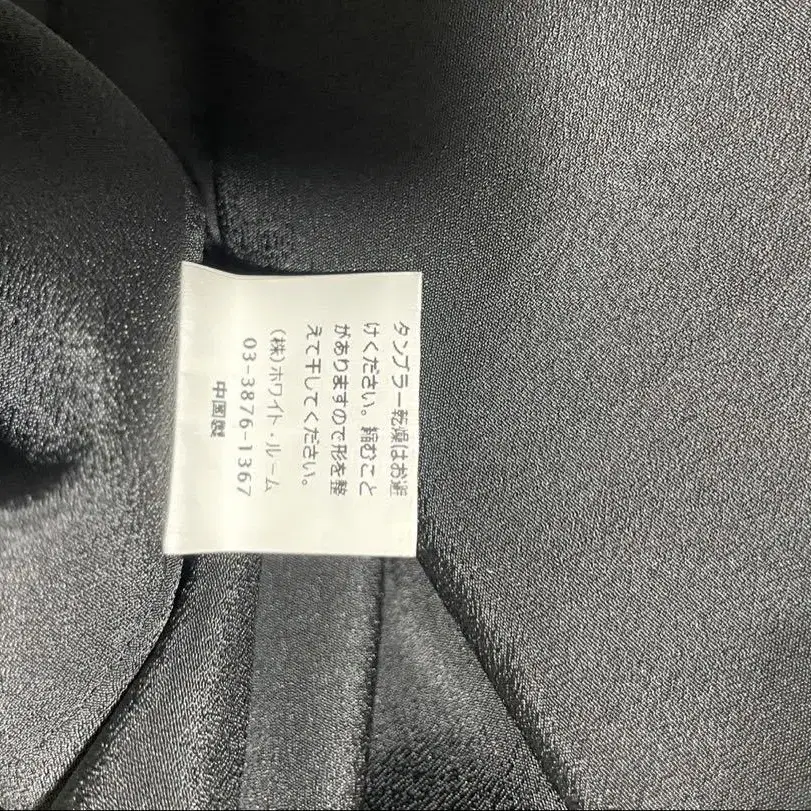 タンブラー乾燥はお避
けください。縮むこと
がありますので形を整
えて干してください。
(株)ホワイト・ルーム
03-3876-1367
中国製